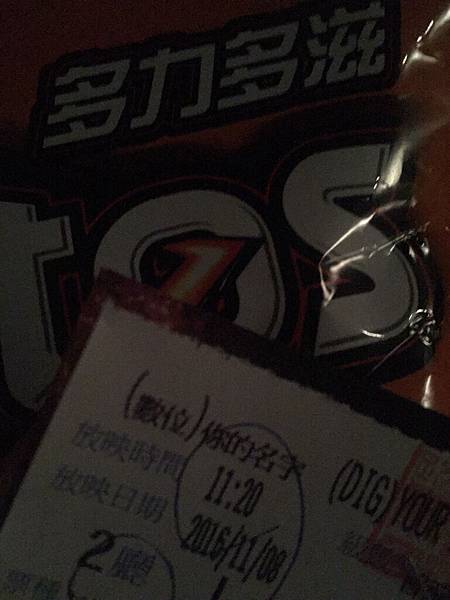 多力多滋
tos
(數位)你的名字 (DIG)YOUR
放映時間 11:20
放映日期 2016/11/08
2廳